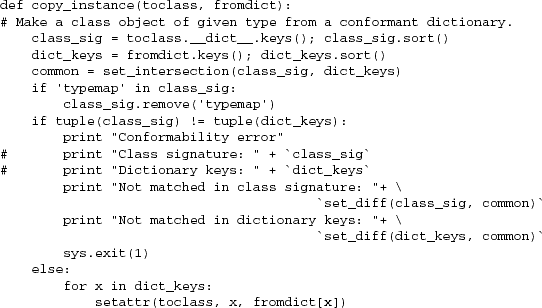 def copy_instance(toclass, fromdict):
# Make a class object of given type from a conformant dictionary.
    class_sig = toclass.__dict__.keys(); class_sig.sort()
    dict_keys = fromdict.keys(); dict_keys.sort()
    common = set_intersection(class_sig, dict_keys)
    if 'typemap' in class_sig:
        class_sig.remove('typemap')
    if tuple(class_sig) != tuple(dict_keys):
        print "Conformability error"
#       print "Class signature: " + `class_sig`
#       print "Dictionary keys: " + `dict_keys`
        print "Not matched in class signature: "+ \
                                        `set_diff(class_sig, common)`
        print "Not matched in dictionary keys: "+ \
                                        `set_diff(dict_keys, common)`
        sys.exit(1)
    else:
        for x in dict_keys:
            setattr(toclass, x, fromdict[x])